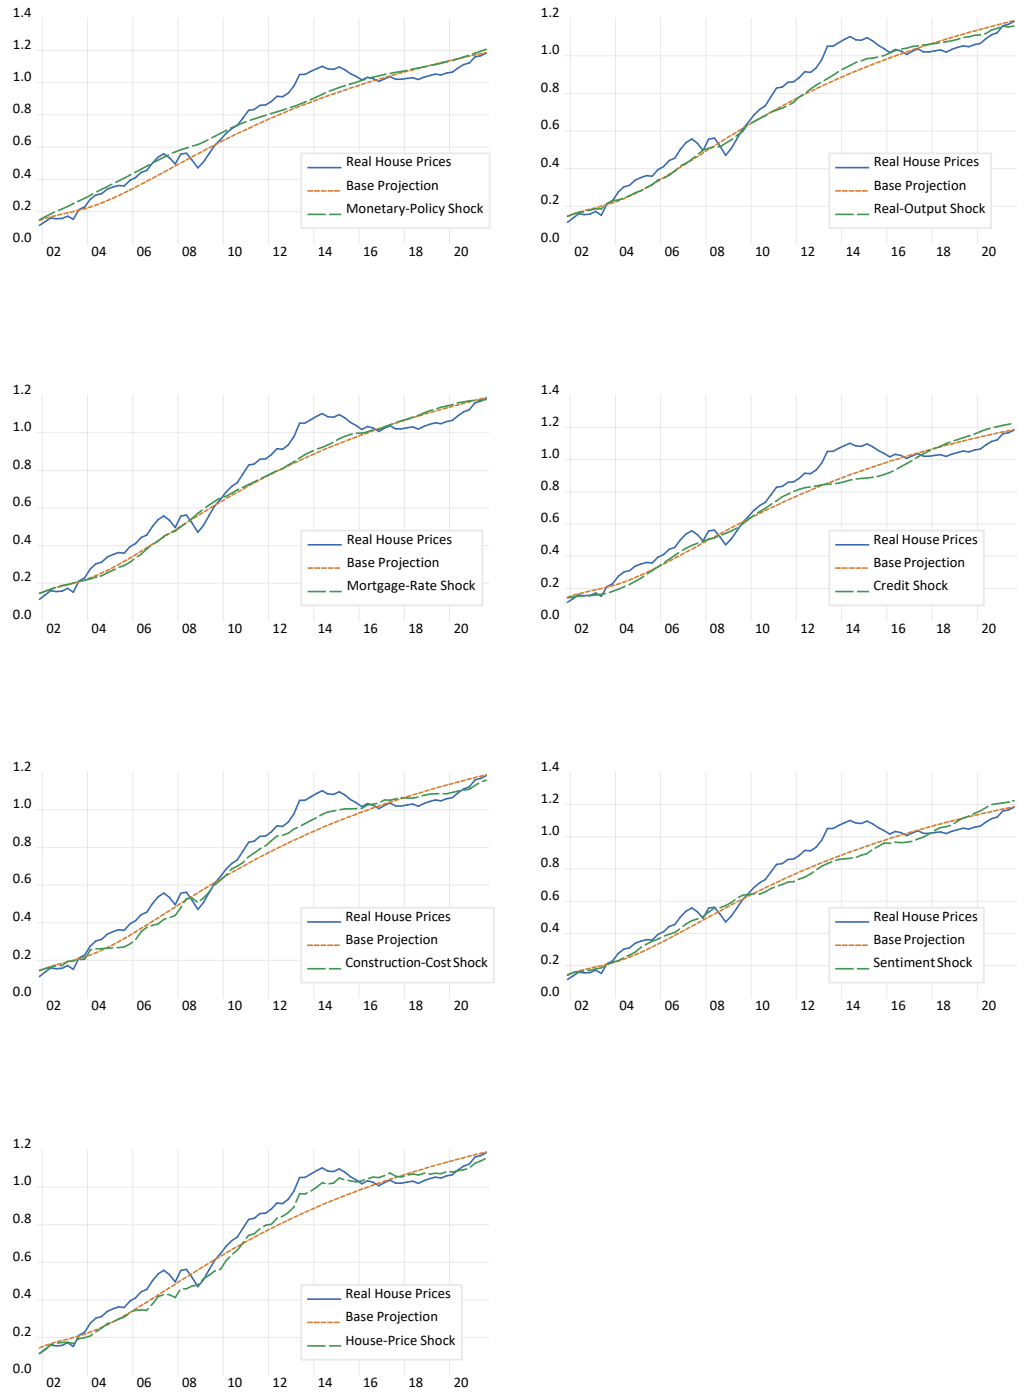 1.4
1.2
1.0
0.8
0.6
0.4
0.2
0.0
02 04 06 08 10 12 14 16 18 20
Real House Prices
Base Projection
Monetary-Policy Shock
1.2
1.0
0.8
0.6
0.4
0.2
0.0
02 04 06 08 10 12 14 16 18 20
Real House Prices
Base Projection
Real-Output Shock
1.2
1.0
0.8
0.6
0.4
0.2
0.0
02 04 06 08 10 12 14 16 18 20
Real House Prices
Base Projection
Mortgage-Rate Shock
1.4
1.2
1.0
0.8
0.6
0.4
0.2
0.0
02 04 06 08 10 12 14 16 18 20
Real House Prices
Base Projection
Credit Shock
1.2
1.0
0.8
0.6
0.4
0.2
0.0
02 04 06 08 10 12 14 16 18 20
Real House Prices
Base Projection
Construction-Cost Shock
1.4
1.2
1.0
0.8
0.6
0.4
0.2
0.0
02 04 06 08 10 12 14 16 18 20
Real House Prices
Base Projection
Sentiment Shock
1.2
1.0
0.8
0.6
0.4
0.2
0.0
02 04 06 08 10 12 14 16 18 20
Real House Prices
Base Projection
House-Price Shock